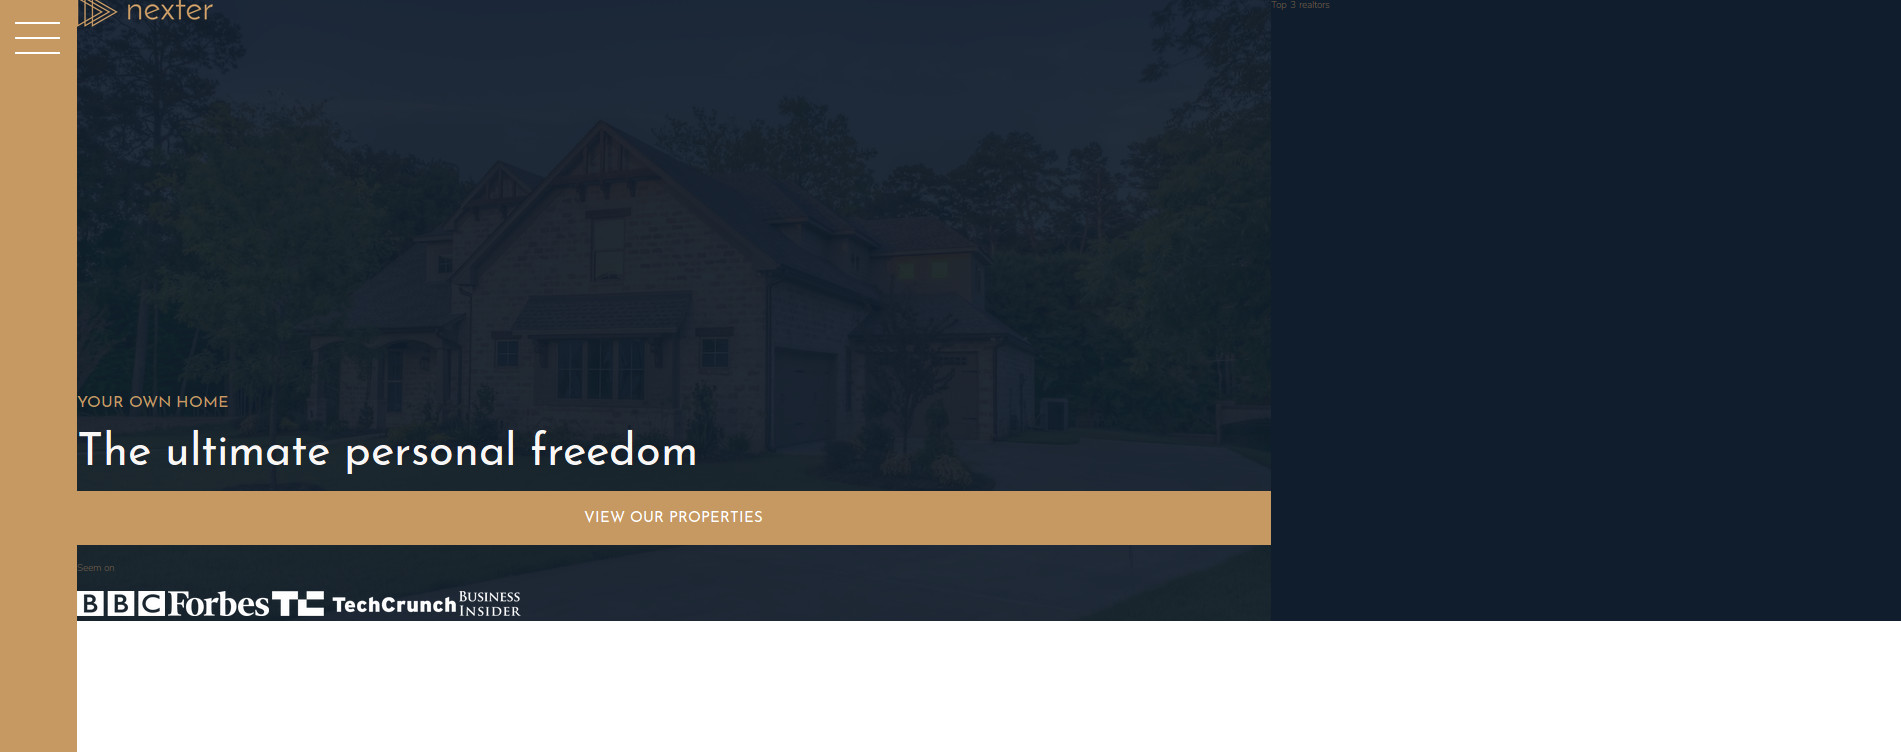 nexter
Top 3 realtors
YOUR OWN HOME
The ultimate personal freedom
VIEW OUR PROPERTIES
Seem on
BBC Forbes TC TechCrunch BUSINESS
INSIDER